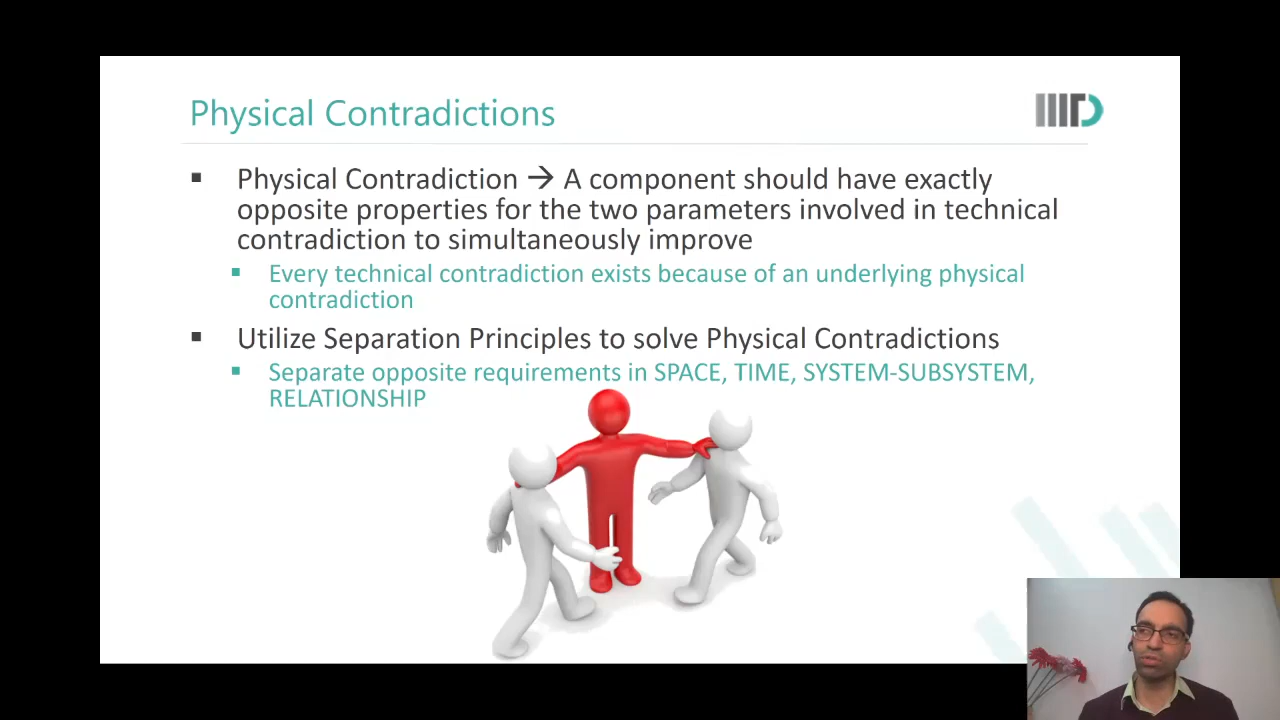 Physical Contradictions
IIITD
▪ Physical Contradiction → A component should have exactly
opposite properties for the two parameters involved in technical
contradiction to simultaneously improve
▪ Every technical contradiction exists because of an underlying physical
contradiction
▪ Utilize Separation Principles to solve Physical Contradictions
▪ Separate opposite requirements in SPACE, TIME, SYSTEM-SUBSYSTEM,
RELATIONSHIP